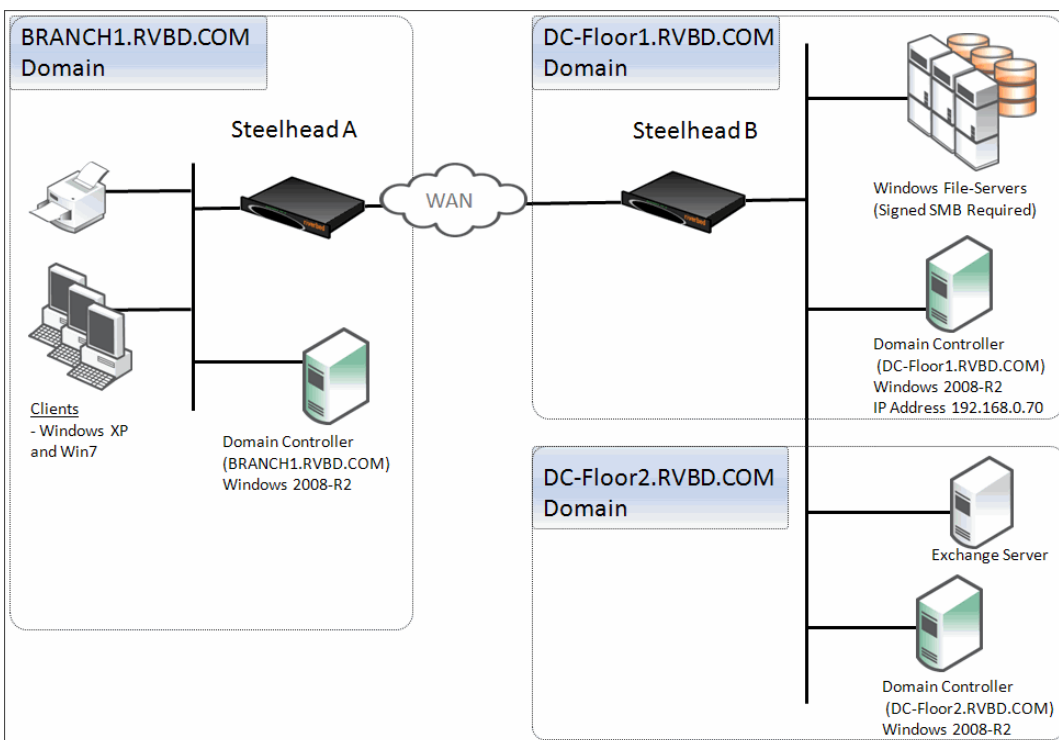 BRANCH1.RVBD.COM
Domain
Steelhead A
Clients
- Windows XP
and Win7
Domain Controller
(BRANCH1.RVBD.COM)
Windows 2008-R2
WAN
DC-Floor1.RVBD.COM
Domain
Steelhead B
Windows File-Servers
(Signed SMB Required)
Domain Controller
(DC-Floor1.RVBD.COM)
Windows 2008-R2
IP Address 192.168.0.70
DC-Floor2.RVBD.COM
Domain
Exchange Server
Domain Controller
(DC-Floor2.RVBD.COM)
Windows 2008-R2